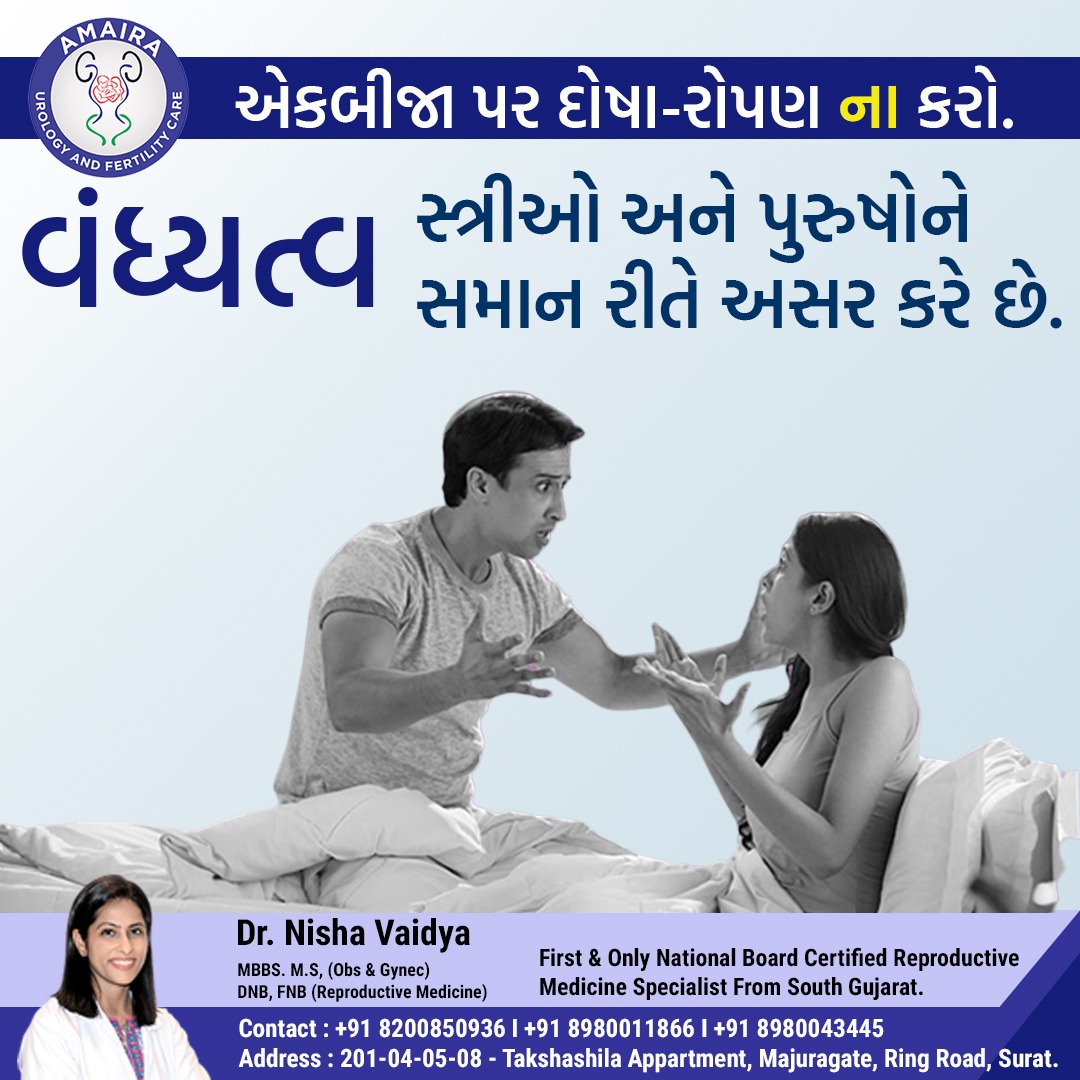 AMAIRA
UROLOGY AND FERTILITY CARE
એકબીજા પર દોષા-રોપણ ના કરો.
વંધ્યત્વ
સ્ત્રીઓ અને પુરુષોને
સમાન રીતે અસર કરે છે.
Dr. Nisha Vaidya
MBBS. M.S, (Obs & Gynec)
DNB, FNB (Reproductive Medicine)
First & Only National Board Certified Reproductive
Medicine Specialist From South Gujarat.
Contact : +91 8200850936 I +91 8980011866 I +91 8980043445
Address : 201-04-05-08 - Takshashila Appartment, Majuragate, Ring Road, Surat.